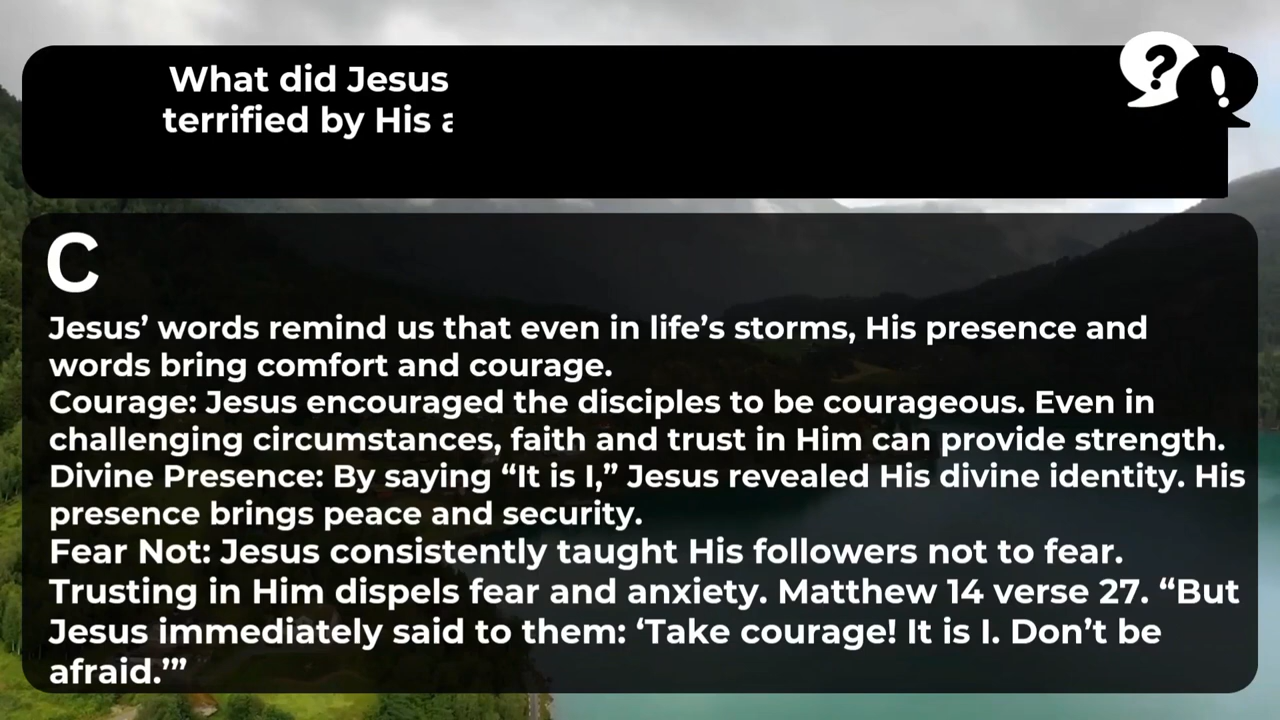 What did Jesus
terrified by His
C
Jesus’ words remind us that even in life’s storms, His presence and
words bring comfort and courage.
Courage: Jesus encouraged the disciples to be courageous. Even in
challenging circumstances, faith and trust in Him can provide strength.
Divine Presence: By saying “It is I,” Jesus revealed His divine identity. His
presence brings peace and security.
Fear Not: Jesus consistently taught His followers not to fear.
Trusting in Him dispels fear and anxiety. Matthew 14 verse 27. “But
Jesus immediately said to them: ‘Take courage! It is I. Don’t be
afraid.’”